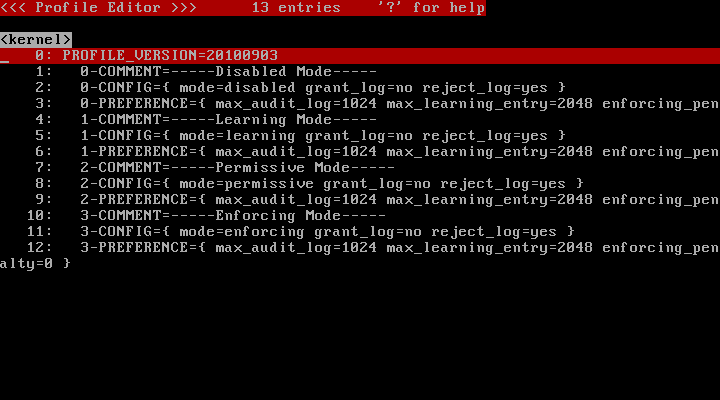 <<< Profile Editor >>>      13 entries    '?' for help
<kernel>
0: PROFILE_VERSION=20100903
1:   0-COMMENT=-----Disabled Mode-----
2:   0-CONFIG={ mode=disabled grant_log=no reject_log=yes }
3:   0-PREFERENCE={ max_audit_log=1024 max_learning_entry=2048 enforcing_pen
4:   1-COMMENT=-----Learning Mode-----
5:   1-CONFIG={ mode=learning grant_log=no reject_log=yes }
6:   1-PREFERENCE={ max_audit_log=1024 max_learning_entry=2048 enforcing_pen
7:   2-COMMENT=-----Permissive Mode-----
8:   2-CONFIG={ mode=permissive grant_log=no reject_log=yes }
9:   2-PREFERENCE={ max_audit_log=1024 max_learning_entry=2048 enforcing_pen
10:   3-COMMENT=-----Enforcing Mode-----
11:   3-CONFIG={ mode=enforcing grant_log=no reject_log=yes }
12:   3-PREFERENCE={ max_audit_log=1024 max_learning_entry=2048 enforcing_pen
alty=0 }